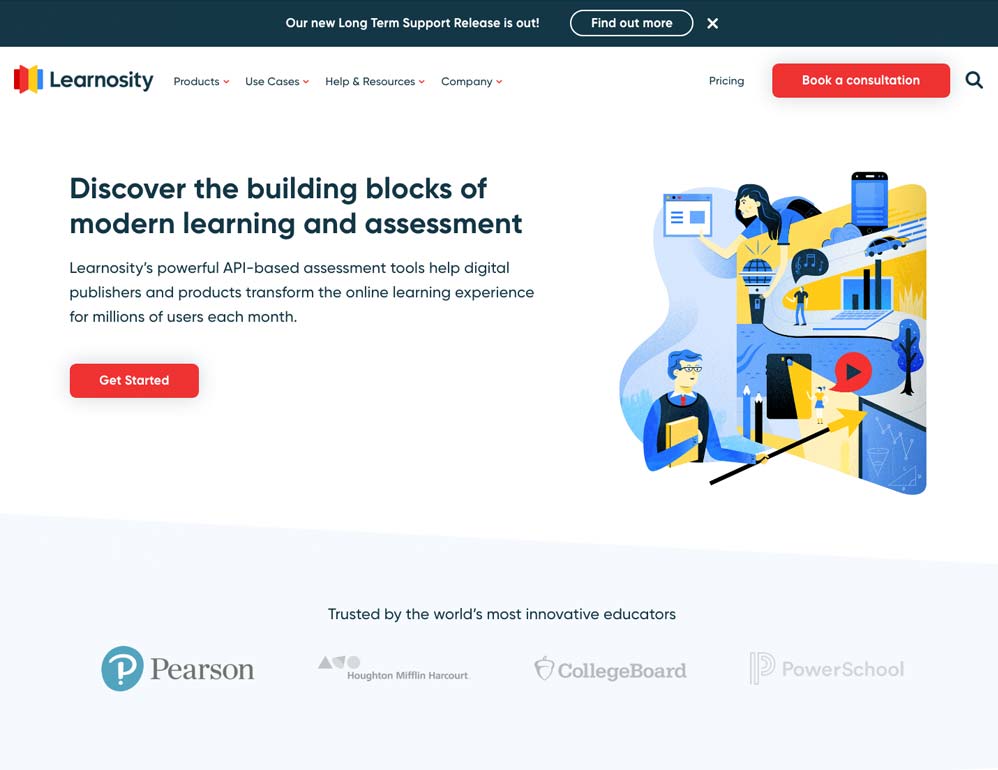 Our new Long Term Support Release is out! Find out more
Learnosity Products Use Cases Help & Resources Company Pricing Book a consultation
Discover the building blocks of
modern learning and assessment
Learnosity’s powerful API-based assessment tools help digital
publishers and products transform the online learning experience
for millions of users each month.
Get Started
Trusted by the world’s most innovative educators
Pearson Houghton Mifflin Harcourt CollegeBoard PowerSchool